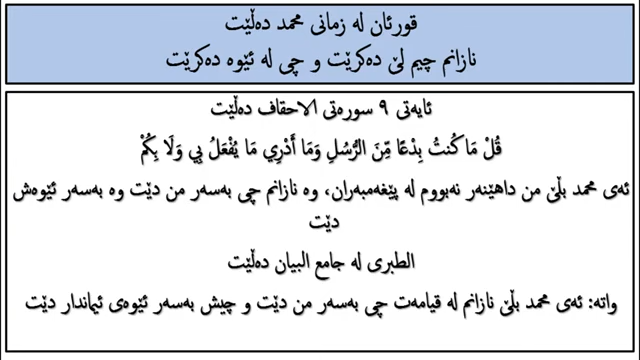 قورئان لە زمانی محمد دەڵێت
نازانم چیم لێ دەکرێت و چی لە ئێوە دەکرێت
ئایەتی ٩ سورەتی الاحقاف دەڵێت
قُلْ مَا كُنتُ بِدْعًا مِّنَ الرُّسُلِ وَمَا أَدْرِي مَا يُفْعَلُ بِي وَلَا بِكُمْ
ئەی محمد بڵێ من داهێنەر نەبووم لە پێغەمبەران، وە نازانم چی بەسەر من دێت وە بەسەر ئێوەش
دێت
الطبری لە جامع البیان دەڵێت
واتە: ئەی محمد بڵێ نازانم لە قیامەت چی بەسەر من دێت و چیش بەسەر ئێوەی ئیماندار دێت